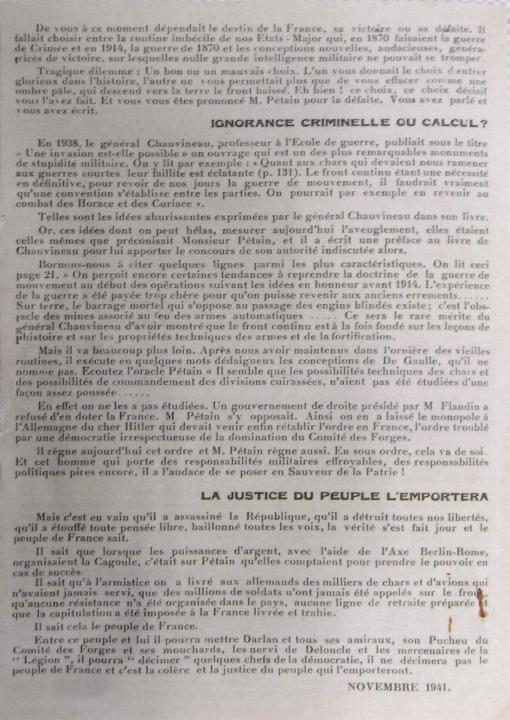 De vous à ce moment dépendait le destin de la France, sa victoire ou sa défaite. Il
fallait choisir entre la routine imbécile de nos Etats-Major qui, en 1870 faisaient la guerre
de Crimée et en 1914, la guerre de 1870 et les conceptions nouvelles, audacieuses, généra-
trices de victoire, sur lesquelles nulle grande intelligence militaire ne pouvait se tromper.
Tragique dilemme : Un bon ou un mauvais choix. L'un vous donnait le choix d'entrer
glorieux dans l'histoire, l'autre ne vous permettait plus que de vous effacer comme une
ombre pâle, qui descend vers la terre le front baissé. Eh bien ! ce choix, ce choix décisif
vous l'avez fait. Et vous vous êtes prononcé M. Pétain pour la défaite. Vous avez parlé et
vous avez écrit.
IGNORANCE CRIMINELLE OU CALCUL ?
En 1938, le général Chauvineau, professeur à l'Ecole de guerre, publiait sous le titre
« Une invasion est-elle possible » un ouvrage qui est un des plus remarquables monuments
de stupidité militaire. On y lit par exemple : « Quant aux chars qui devaient nous ramener
aux guerres courtes leur faillite est éclatante (p. 131). Le front continu étant une nécessité
en définitive, pour revoir de nos jours la guerre de mouvement, il faudrait vraiment
qu'une convention s'établisse entre les parties. On pourrait par exemple en revenir au
combat des Horace et des Curiace ».
Telles sont les idées ahurissantes exprimées par le général Chauvineau dans son livre.
Or, ces idées dont on peut hélas, mesurer aujourd'hui l'aveuglement, elles étaient
celles mêmes que préconisait Monsieur Pétain, et il a écrit une préface au livre de
Chauvineau pour lui apporter le concours de son autorité indiscutée alors.
Bornons-nous à citer quelques lignes parmi les plus caractéristiques. On lit ceci
page 21. « On perçoit encore certaines tendances à reprendre la doctrine de la guerre de
mouvement au début des opérations suivant les idées en honneur avant 1914. L'expérience
de la guerre a été payée trop chère pour qu'on puisse revenir aux anciers errements......
Sur terre, le barrage mortel qui s'oppose au passage des engins blindés existe ; c'est l'obs-
tacle des mines associé au feu des armes automatiques ...... Ce sera le rare mérite du
général Chauvineau d'avoir montré que le front continu est à la fois fondé sur les leçons de
l'histoire et sur les propriétés techniques des armes et de la fortification.
Mais il va beaucoup plus loin. Après nous avoir maintenus dans l'ornière des vieilles
routines, il exécute en quelques mots dédaigneux les conceptions de De Gaulle, qu'il ne
nomme pas. Ecoutez l'oracle Pétain « Il semble que les possibilités techniques des chars et
des possibilités de commandement des divisions cuirassées, n'aient pas été étudiées d'une
façon assez poussée ......
En effet on ne les a pas étudiées. Un gouvernement de droite présidé par M Flandin a
refusé d'en doter la France. M. Pétain s'y opposait. Ainsi on en a laissé le monopole à
l'Allemagne du cher Hitler qui devait venir enfin rétablir l'ordre en France, l'ordre troublé
par une démocratie irrespectueuse de la domination du Comité des Forges.
Il règne aujourd'hui cet ordre et M. Pétain règne aussi. En sous ordre, cela va de soi.
Et cet homme qui porte des responsabilités militaires effroyables, des responsabilités
politiques pires encore, il a l'audace de se poser en Sauveur de la Patrie !
LA JUSTICE DU PEUPLE L'EMPORTERA
Mais c'est en vain qu'il a assassiné la République, qu'il a détruit toutes nos libertés,
qu'il a étouffé toute pensée libre, baillonné toutes les voix, la vérité s'est fait jour et le
peuple de France sait.
Il sait que lorsque les puissances d'argent, avec l'aide de l'Axe Berlin-Rome,
organisaient la Cagoule, c'était sur Pétain qu'elles comptaient pour prendre le pouvoir en
cas de succès.
Il sait qu'à l'armistice on a livré aux allemands des milliers de chars et d'avions qui
n'avaient jamais servi, que des millions de soldats n'ont jamais été appelés sur le front
qu'aucune résistance n'a été organisée dans le pays, aucune ligne de retraite préparée et
que la capitulation a été imposée à la France livrée et trahie.
Il sait cela le peuple de France.
Entre ce peuple et lui il pourra mettre Darlan et tous ses amiraux, son Pucheu du
Comité des Forges et ses mouchards, les nervi de Deloncle et les mercenaires de la
" Légion ", il pourra " décimer " quelques chefs de la démocratie, il ne décimera pas le
peuple de France et c'est la colère et la justice du peuple qui l'emporteront.
NOVEMBRE 1941.